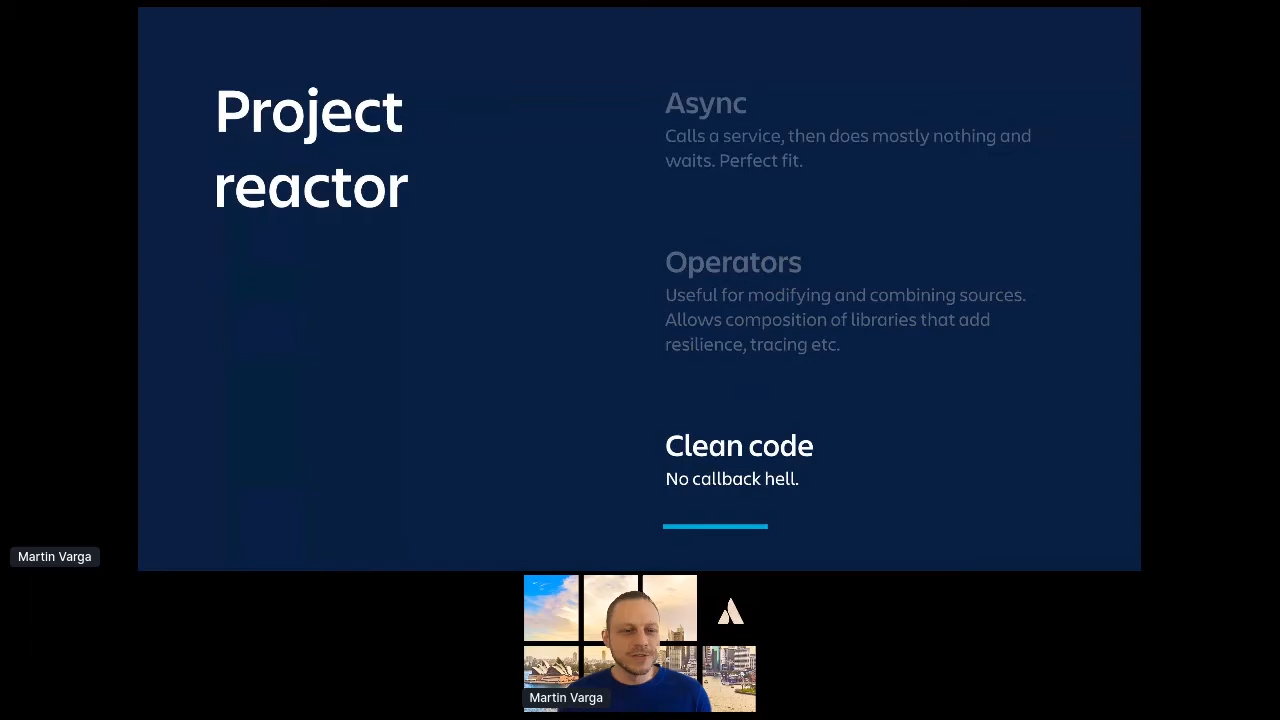 Project
reactor
Async
Calls a service, then does mostly nothing and
waits. Perfect fit.
Operators
Useful for modifying and combining sources.
Allows composition of libraries that add
resilience, tracing etc.
Clean code
No callback hell.
Martin Varga
Martin Varga